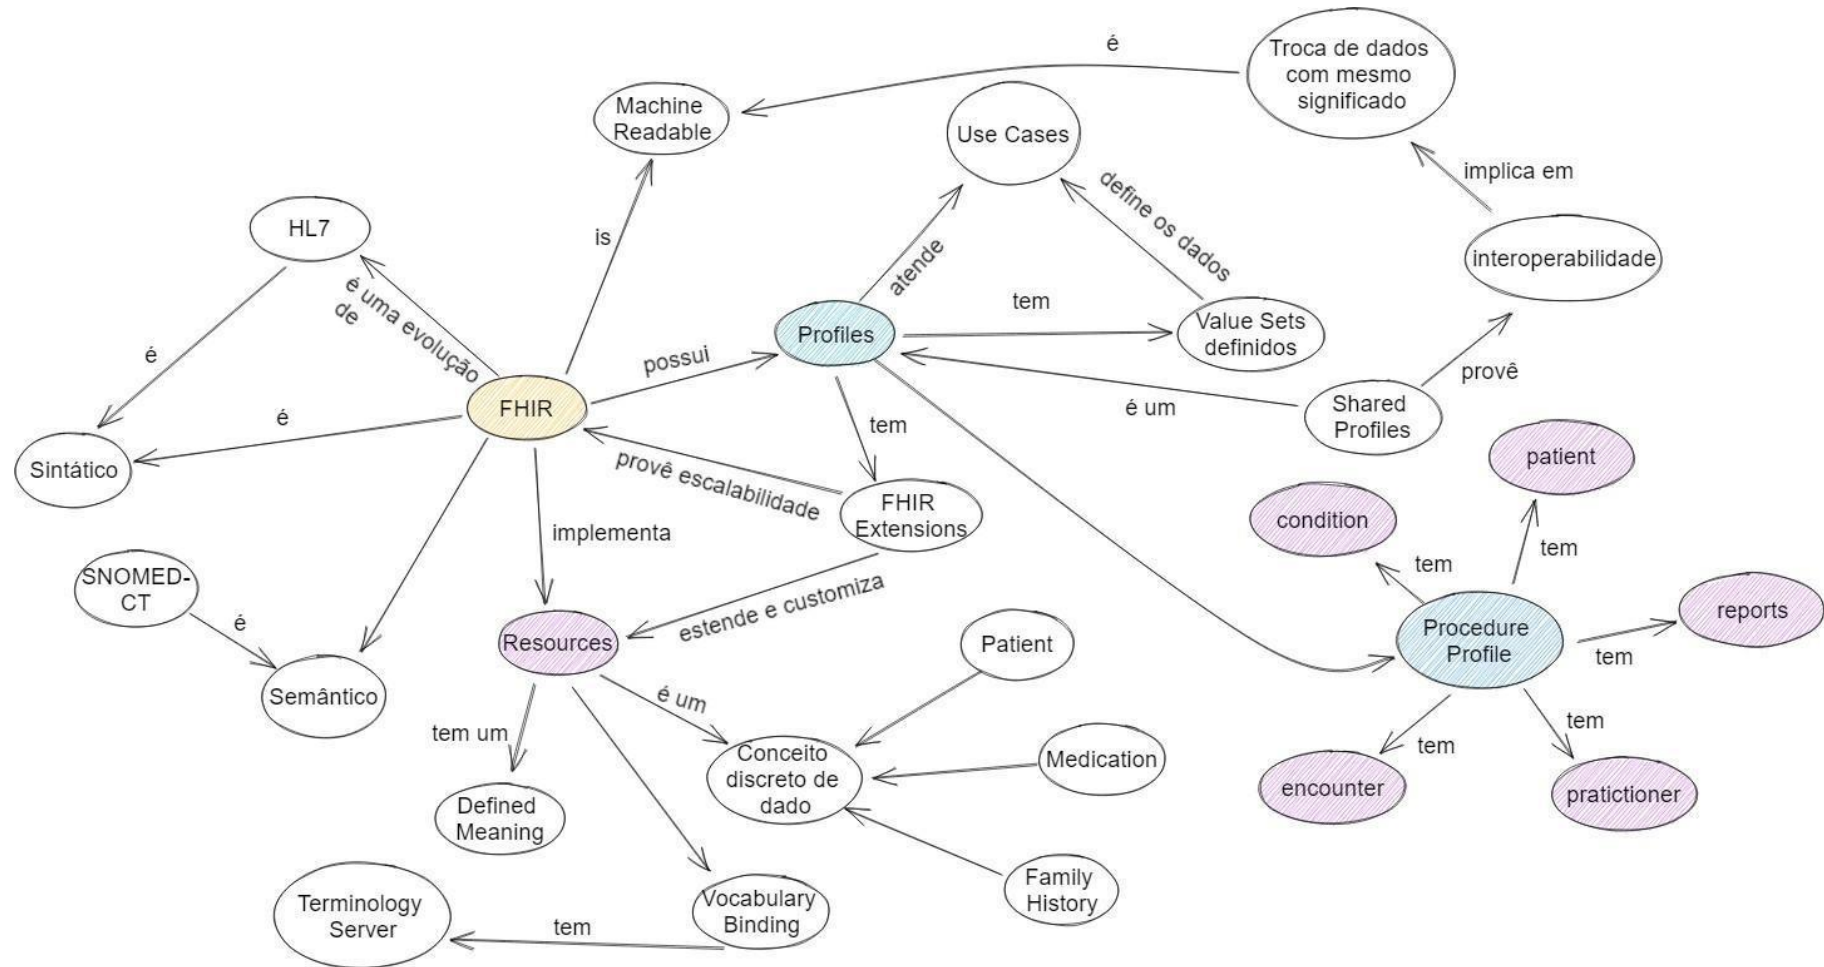 é
Troca de dados
com mesmo
significado
Machine
Readable
Use Cases
implica em
define os dados
HL7
is
atende
interoperabilidade
é uma evolução
de
tem
Profiles
Value Sets
definidos
é
possui
provê
FHIR
é um
Shared
Profiles
é
tem
Sintático
provê escalabilidade
patient
FHIR
Extensions
condition
implementa
tem
tem
SNOMED-
CT
é
estende e customiza
reports
Resources
Patient
Procedure
Profile
tem
Semântico
é um
tem um
tem
tem
Conceito
discreto de
dado
Medication
encounter
pratictioner
Defined
Meaning
Family
History
Terminology
Server
Vocabulary
Binding
tem